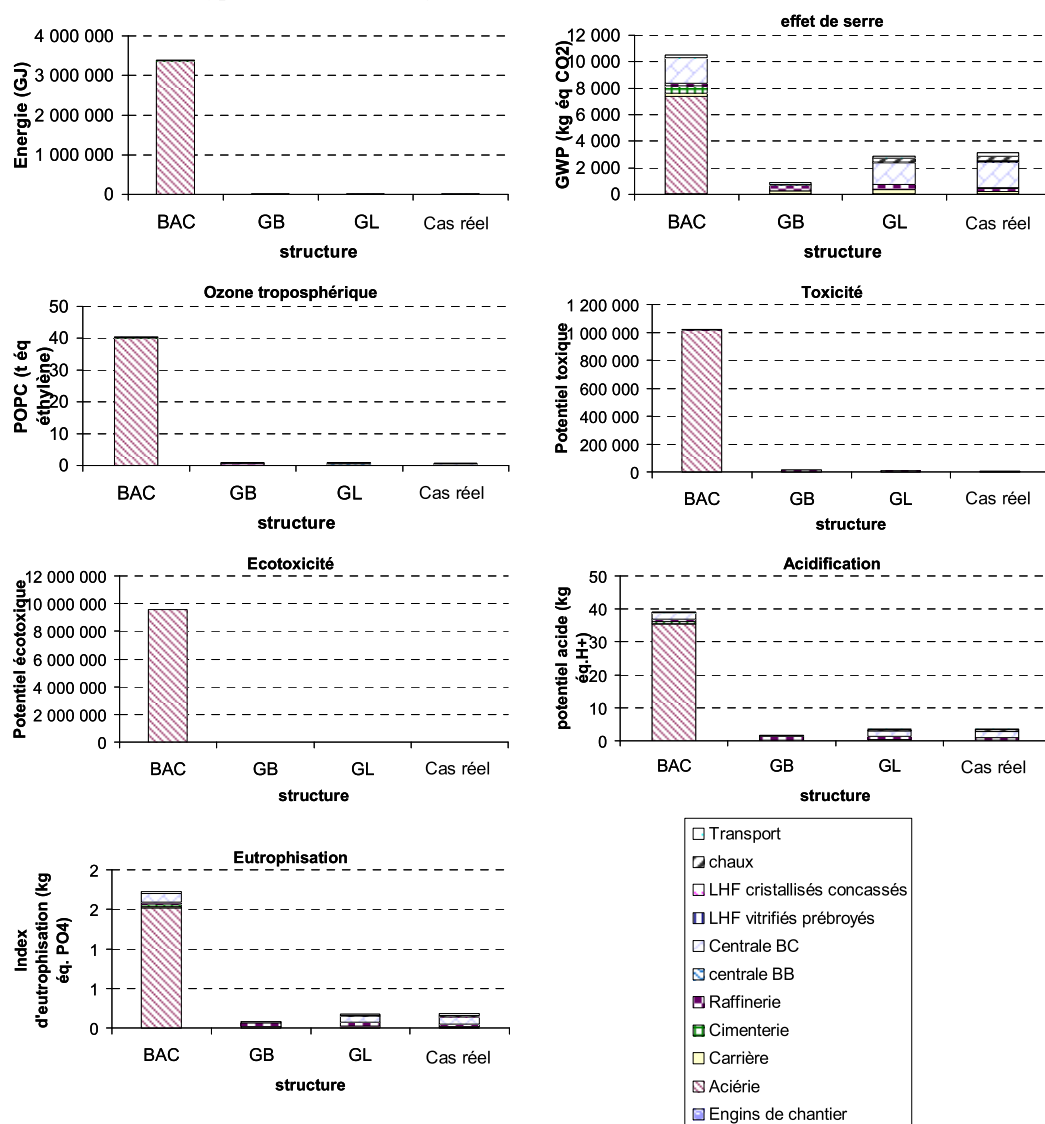 4 000 000
3 000 000
2 000 000
1 000 000
0
Energie (GJ)
BAC GB GL Cas réel
structure
effet de serre
12 000
10 000
8 000
6 000
4 000
2 000
0
GWP (kg éq CO2)
BAC GB GL Cas réel
structure
Ozone troposphérique
50
40
30
20
10
0
POPC (t éq
éthylène)
BAC GB GL Cas réel
structure
Toxicité
1 200 000
1 000 000
800 000
600 000
400 000
200 000
0
Potentiel toxique
BAC GB GL Cas réel
structure
Ecotoxicité
12 000 000
10 000 000
8 000 000
6 000 000
4 000 000
2 000 000
0
Potentiel écotoxique
BAC GB GL Cas réel
structure
Acidification
50
40
30
20
10
0
potentiel acide (kg
éq.H+)
BAC GB GL Cas réel
structure
Eutrophisation
2
2
1
1
0
Index
d'eutrophisation (kg
éq. PO4)
BAC GB GL Cas réel
structure
Transport
chaux
LHF cristallisés concassés
LHF vitrifiés prébroyés
Centrale BC
centrale BB
Raffinerie
Cimenterie
Carrière
Aciérie
Engins de chantier